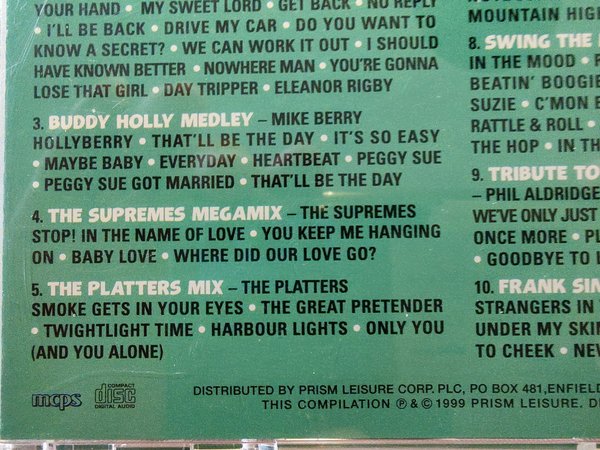 YOUR HAND • MY SWEET LORD • GET BACK • NO REPLY
• I'LL BE BACK • DRIVE MY CAR • DO YOU WANT TO
KNOW A SECRET? • WE CAN WORK IT OUT • I SHOULD
HAVE KNOWN BETTER • NOWHERE MAN • YOU'RE GONNA
LOSE THAT GIRL • DAY TRIPPER • ELEANOR RIGBY
3. BUDDY HOLLY MEDLEY – MIKE BERRY
HOLLYBERRY • THAT'LL BE THE DAY • IT'S SO EASY
• MAYBE BABY • EVERYDAY • HEARTBEAT • PEGGY SUE
• PEGGY SUE GOT MARRIED • THAT'LL BE THE DAY
4. THE SUPREMES MEGAMIX – THE SUPREMES
STOP! IN THE NAME OF LOVE • YOU KEEP ME HANGING
ON • BABY LOVE • WHERE DID OUR LOVE GO?
5. THE PLATTERS MIX – THE PLATTERS
SMOKE GETS IN YOUR EYES • THE GREAT PRETENDER
• TWIGHTLIGHT TIME • HARBOUR LIGHTS • ONLY YOU
(AND YOU ALONE)
MOUNTAIN HIGH
8. SWING THE
IN THE MOOD •
BEATIN' BOOGIE
SUZIE • C'MON
RATTLE & ROLL •
THE HOP • IN TH
9. TRIBUTE TO
– PHIL ALDRIDGE
WE'VE ONLY JUST
ONCE MORE •
• GOODBYE TO
10. FRANK
STRANGERS IN
UNDER MY SKIN
TO CHEEK •
mcps
COMPACT
disc
DIGITAL AUDIO
DISTRIBUTED BY PRISM LEISURE CORP. PLC, PO BOX 481, ENFIELD
THIS COMPILATION ℗ & © 1999 PRISM LEISURE.